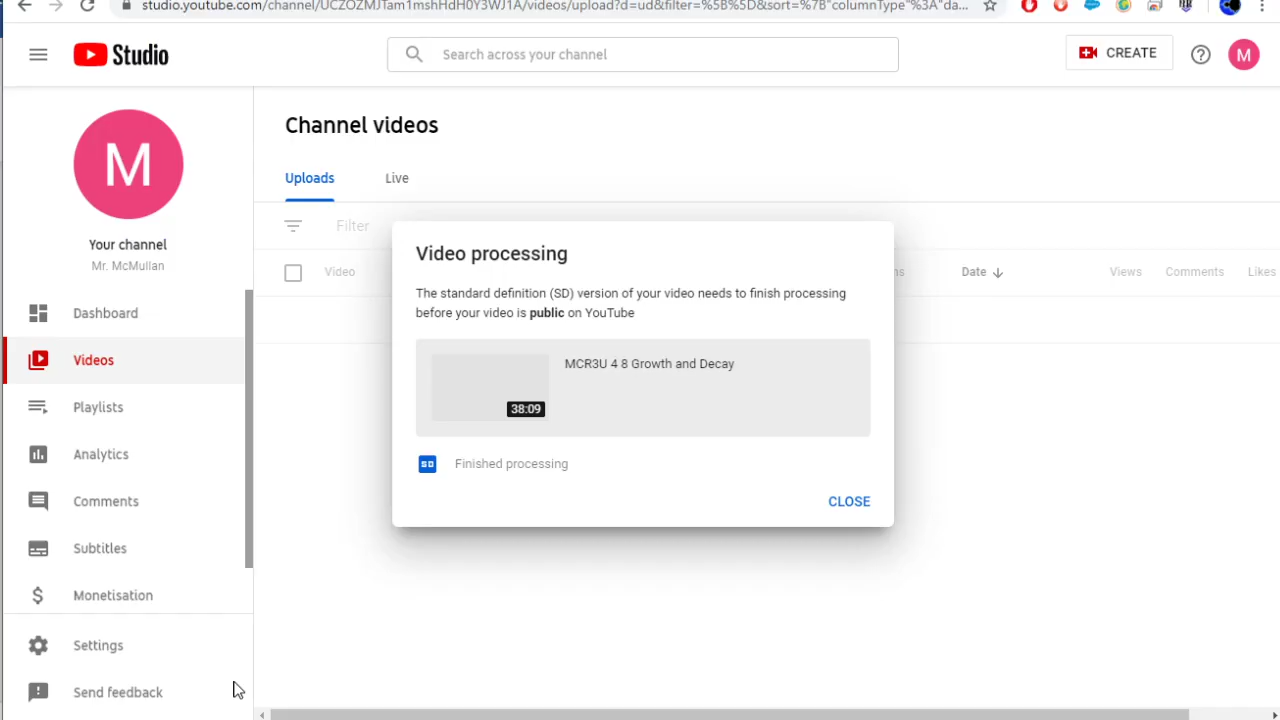 studio.youtube.com/channel/UCZOZMJTam1mshHdH0Y3WJ1A/videos/upload?d=ud&filter=%5B%5D&sort=%7B"columnType"%3A"da...
Studio
Search across your channel
CREATE
M
M
Your channel
Mr. McMullan
Dashboard
Videos
Playlists
Analytics
Comments
Subtitles
Monetisation
Settings
Send feedback
Channel videos
Uploads Live
Filter
Video ns Date Views Comments Likes
Video processing
The standard definition (SD) version of your video needs to finish processing
before your video is public on YouTube
MCR3U 4 8 Growth and Decay
38:09
SD Finished processing
CLOSE